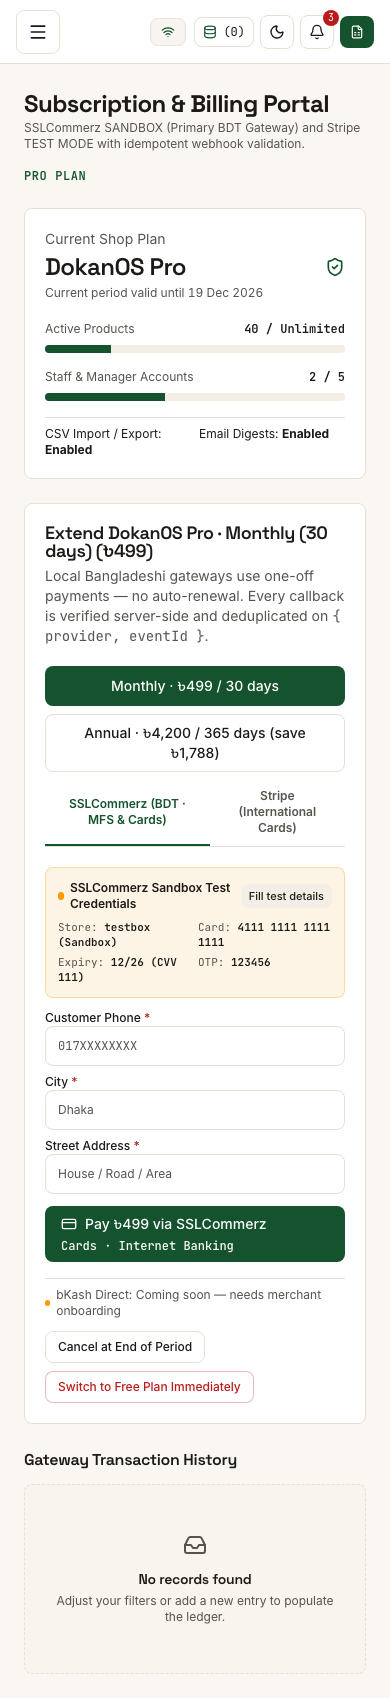 (0)
3
Subscription & Billing Portal
SSLCommerz SANDBOX (Primary BDT Gateway) and Stripe
TEST MODE with idempotent webhook validation.
PRO PLAN
Current Shop Plan
DokanOS Pro
Current period valid until 19 Dec 2026
Active Products 40 / Unlimited
Staff & Manager Accounts 2 / 5
CSV Import / Export: Email Digests: Enabled
Enabled
Extend DokanOS Pro · Monthly (30
days) (৳499)
Local Bangladeshi gateways use one-off
payments — no auto-renewal. Every callback
is verified server-side and deduplicated on {
provider, eventId }.
Monthly · ৳499 / 30 days
Annual · ৳4,200 / 365 days (save
৳1,788)
SSLCommerz (BDT ·
MFS & Cards)
Stripe
(International
Cards)
SSLCommerz Sandbox Test
Credentials
Fill test details
Store: testbox
(Sandbox)
Card: 4111 1111 1111
1111
Expiry: 12/26 (CVV
111)
OTP: 123456
Customer Phone *
017XXXXXXXX
City *
Dhaka
Street Address *
House / Road / Area
Pay ৳499 via SSLCommerz
Cards · Internet Banking
bKash Direct: Coming soon — needs merchant
onboarding
Cancel at End of Period
Switch to Free Plan Immediately
Gateway Transaction History
No records found
Adjust your filters or add a new entry to populate
the ledger.